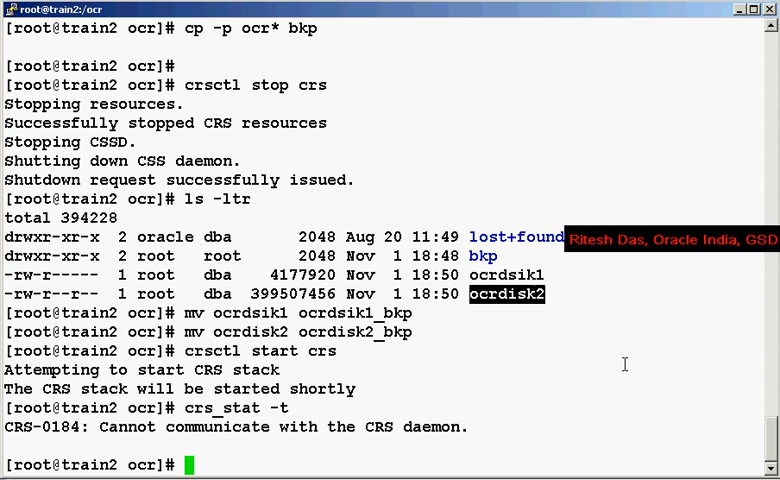 root@train2:/ocr
[root@train2 ocr]# cp -p ocr* bkp
[root@train2 ocr]#
[root@train2 ocr]# crsctl stop crs
Stopping resources.
Successfully stopped CRS resources
Stopping CSSD.
Shutting down CSS daemon.
Shutdown request successfully issued.
[root@train2 ocr]# ls -ltr
total 394228
drwxr-xr-x 2 oracle dba 2048 Aug 20 11:49 lost+found
Ritesh Das, Oracle India, GSD
drwxr-xr-x 2 root root 2048 Nov 1 18:48 bkp
-rw-r----- 1 root dba 4177920 Nov 1 18:50 ocrdsik1
-rw-r--r-- 1 root dba 399507456 Nov 1 18:50 ocrdisk2
[root@train2 ocr]# mv ocrdsik1 ocrdsik1_bkp
[root@train2 ocr]# mv ocrdisk2 ocrdisk2_bkp
[root@train2 ocr]# crsctl start crs
Attempting to start CRS stack
The CRS stack will be started shortly
[root@train2 ocr]# crs_stat -t
CRS-0184: Cannot communicate with the CRS daemon.
[root@train2 ocr]#